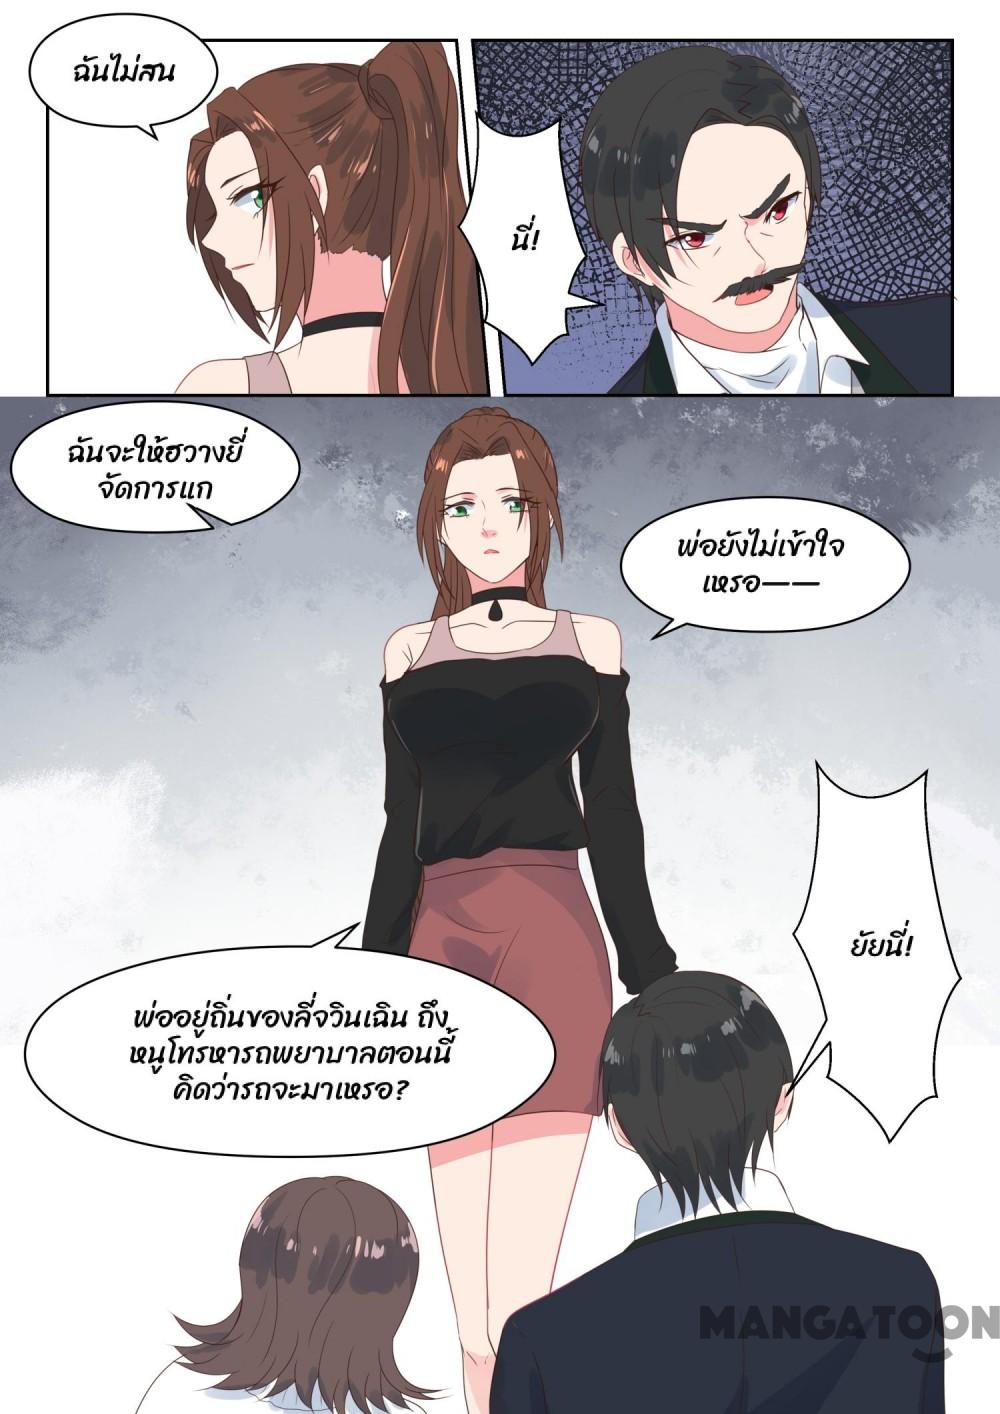 ฉันไม่สน
นี่!
ฉันจะให้ฮวางยี่
จัดการแก
พ่อยังไม่เข้าใจ
เหรอ——
ยัยนี่!
พ่ออยู่ถิ่นของลี่จวินเฉิน ถึง
หนูโทรหารถพยาบาลตอนนี้
คิดว่ารถจะมาเหรอ?
MANGATOON